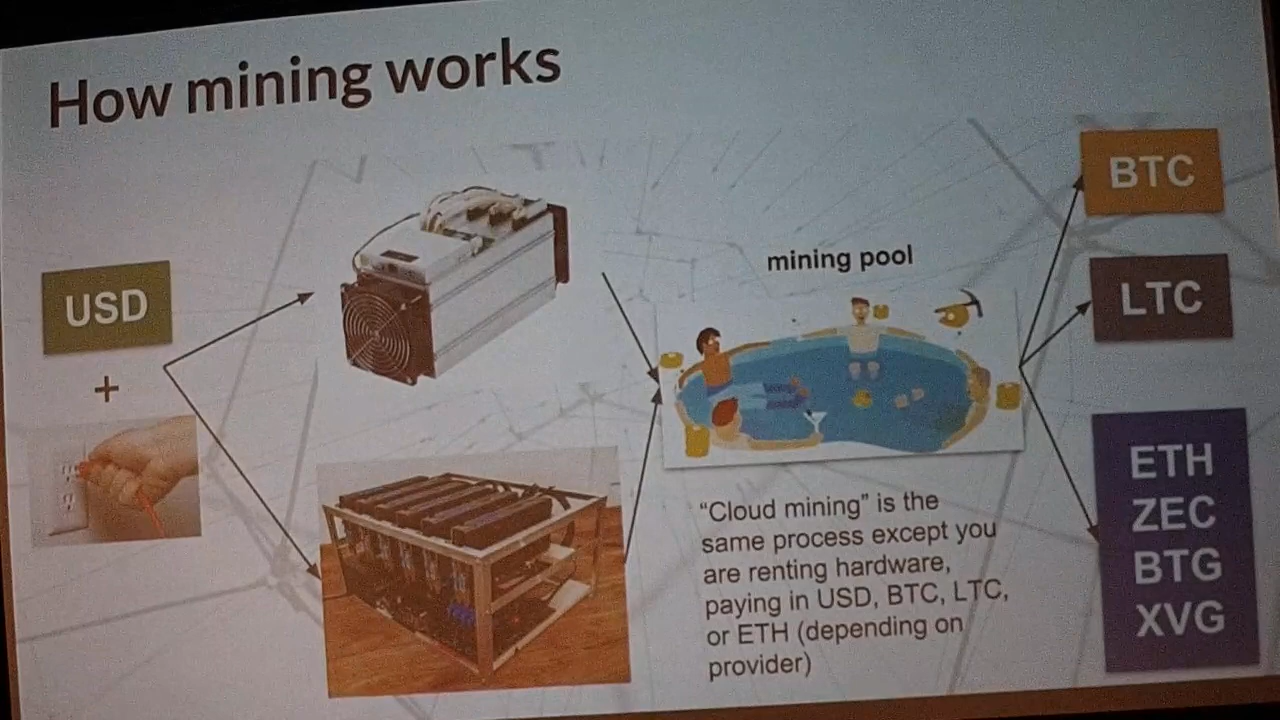 How mining works
USD
+
mining pool
BTC
LTC
ETH
ZEC
BTG
XVG
“Cloud mining” is the
same process except you
are renting hardware,
paying in USD, BTC, LTC,
or ETH (depending on
provider)